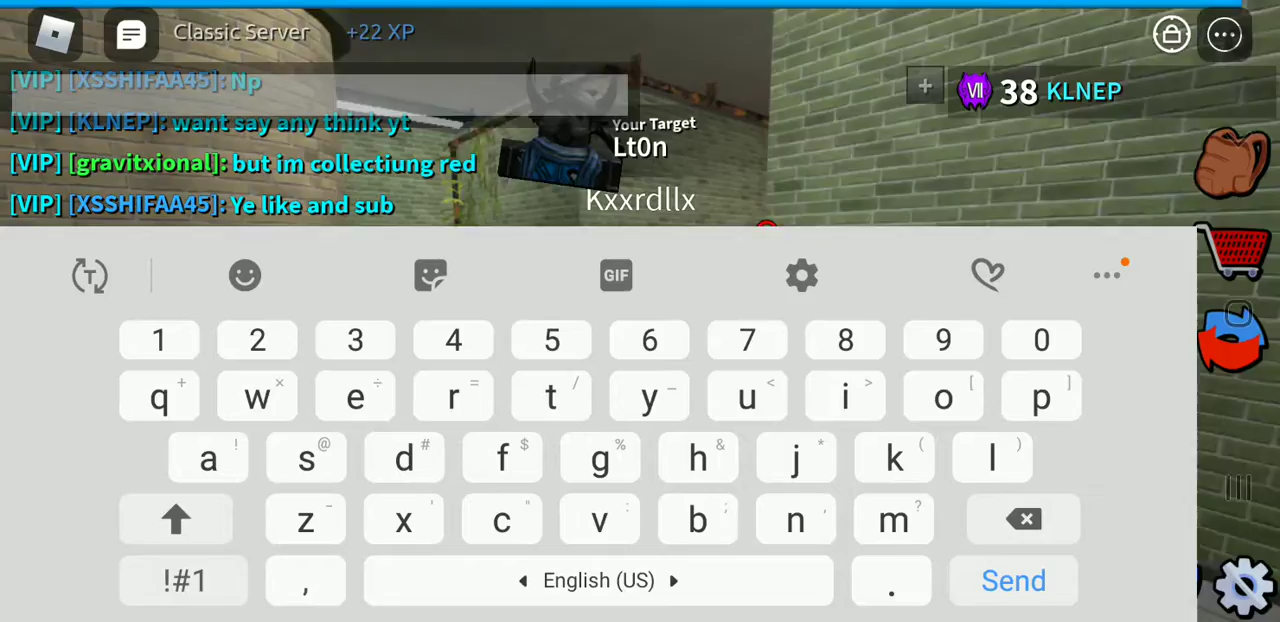 Classic Server +22 XP
[VIP] [XSSHIFAA45]: Np
[VIP] [KLNEP]: want say any think yt
[VIP] [gravitxional]: but im collectiung red
[VIP] [XSSHIFAA45]: Ye like and sub
Your Target
Lt0n
Kxxrdllx
+ VII 38 KLNEP
T GIF
1 2 3 4 5 6 7 8 9 0
q + w × e ÷ r = t / y _ u < i > o [ p ]
a ! s @ d # f $ g % h & j * k ( l )
z - x ' c " v : b ; n , m ?
!#1 , English (US) . Send